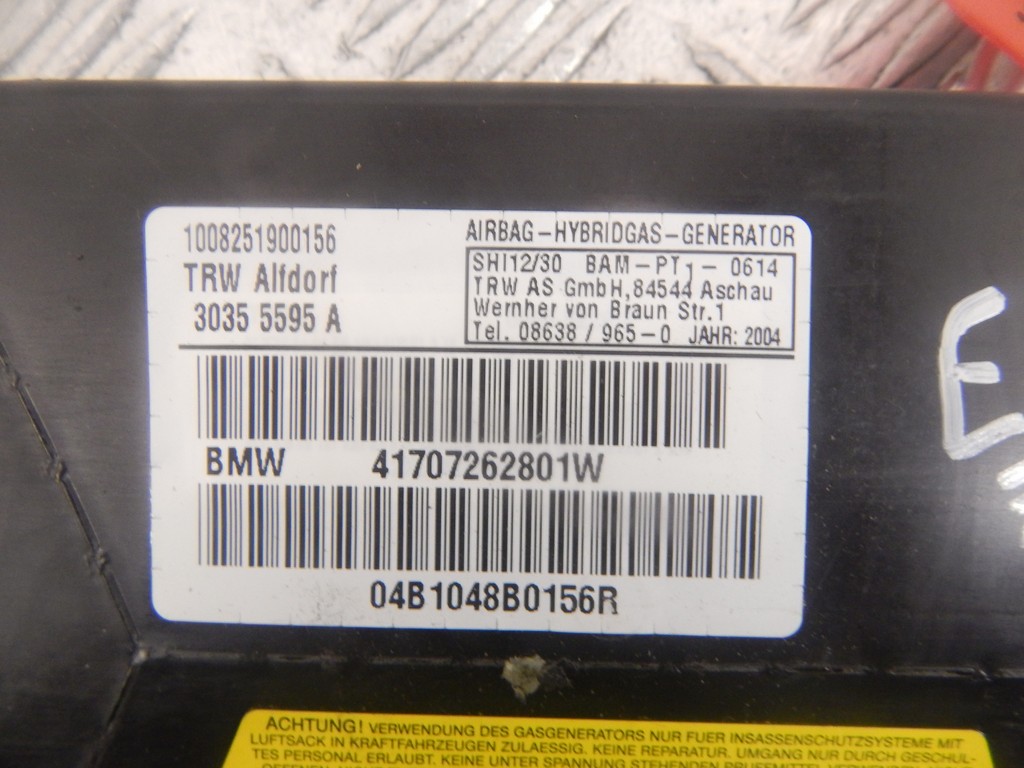 1008251900156
TRW Alfdorf
3035 5595 A
AIRBAG-HYBRIDGAS-GENERATOR
SHI12/30 BAM-PT1-0614
TRW AS GmbH,84544 Aschau
Wernher von Braun Str.1
Tel. 08638 / 965-0 JAHR: 2004
BMW 41707262801W
04B1048B0156R
E
ACHTUNG! VERWENDUNG DES GASGENERATORS NUR FUER INSASSENSCHUTZSYSTEME MIT
LUFTSACK IN KRAFTFAHRZEUGEN ZULAESSIG. KEINE REPARATUR. UMGANG NUR DURCH GESCHUL-
TES PERSONAL ERLAUBT. KEINE UNTER SPANNUNG STEHENDEN PRUEFMITTEL